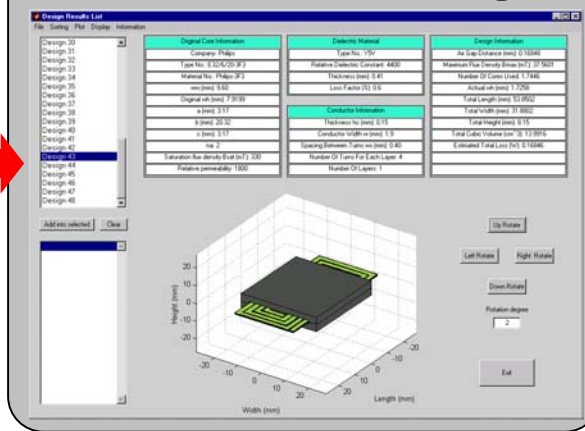 Design Results List
File Sorting Plot Display Information
Design 30
Design 31
Design 32
Design 33
Design 34
Design 35
Design 36
Design 37
Design 38
Design 39
Design 40
Design 41
Design 42
Design 43
Design 44
Design 45
Design 46
Design 47
Design 48
Add into selected
Clear
Original Core Information
Company: Philips
Type No.: E32/6/20-3F3
Material No.: Philips-3F3
ww (mm): 9.60
Original wh (mm): 7.9199
a (mm): 3.17
b (mm): 20.32
c (mm): 3.17
na: 2
Saturation flux density Bsat (mT): 330
Relative permeability: 1800
Dielectric Material
Type No.: Y5V
Relative Dielectric Constant: 4400
Thickness (mm): 0.41
Loss Factor (%): 0.6
Conductor Information
Thickness hc (mm): 0.15
Conductor Width w (mm): 1.9
Spacing Between Turns ws (mm): 0.40
Number Of Turns For Each Layer: 4
Number Of Layers: 1
Design Information
Air Gap Distance (mm): 0.16848
Maximum Flux Density Bmax (mT): 37.5601
Number Of Cores Used: 1.7446
Actual wh (mm): 1.7258
Total Length (mm): 53.0502
Total Width (mm): 31.8882
Total Height (mm): 8.15
Total Cubic Volume (cm^3): 13.9916
Estimated Total Loss (W): 0.16846
Height (mm)
20
10
0
-10
-20
-20
-10
0
10
20
Width (mm)
20
10
0
-10
-20
Length (mm)
Up Rotate
Left Rotate
Right Rotate
Down Rotate
Rotation degree
2
Exit